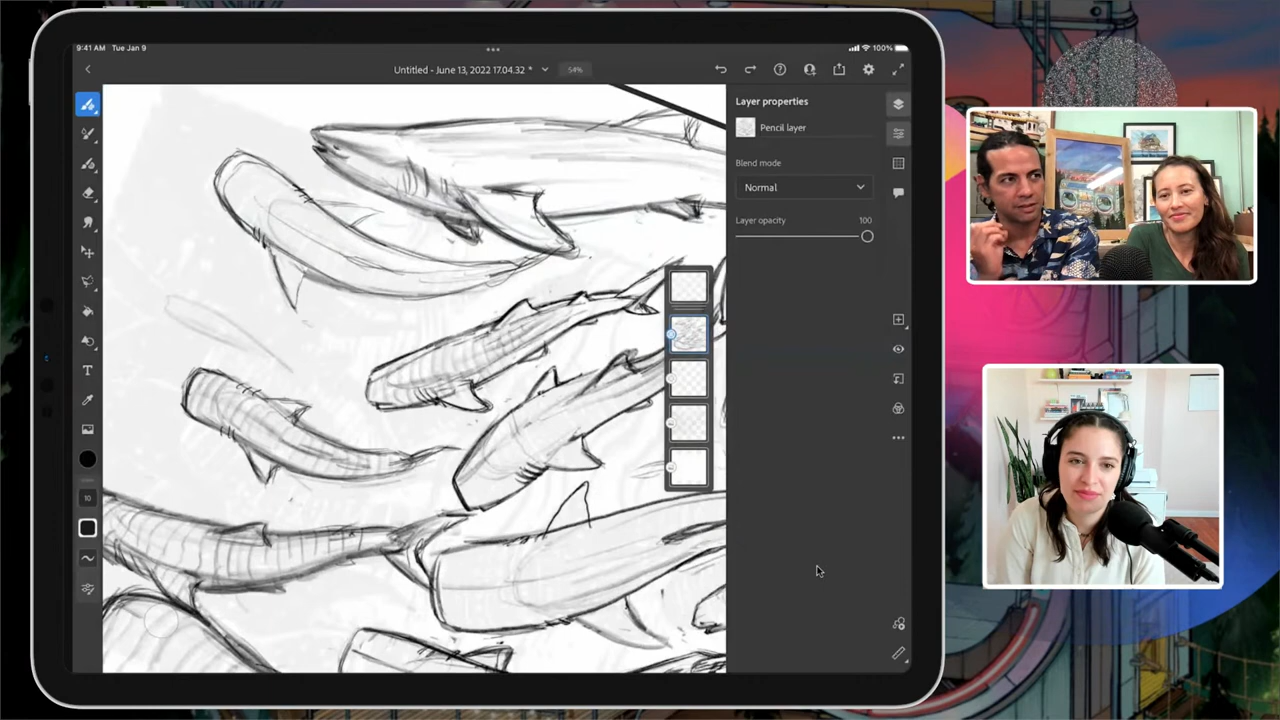 9:41 AM Tue Jan 9
100%
Untitled - June 13, 2022 17.04.32 *
54%
Layer properties
Pencil layer
Blend mode
Normal
Layer opacity
100
T
10